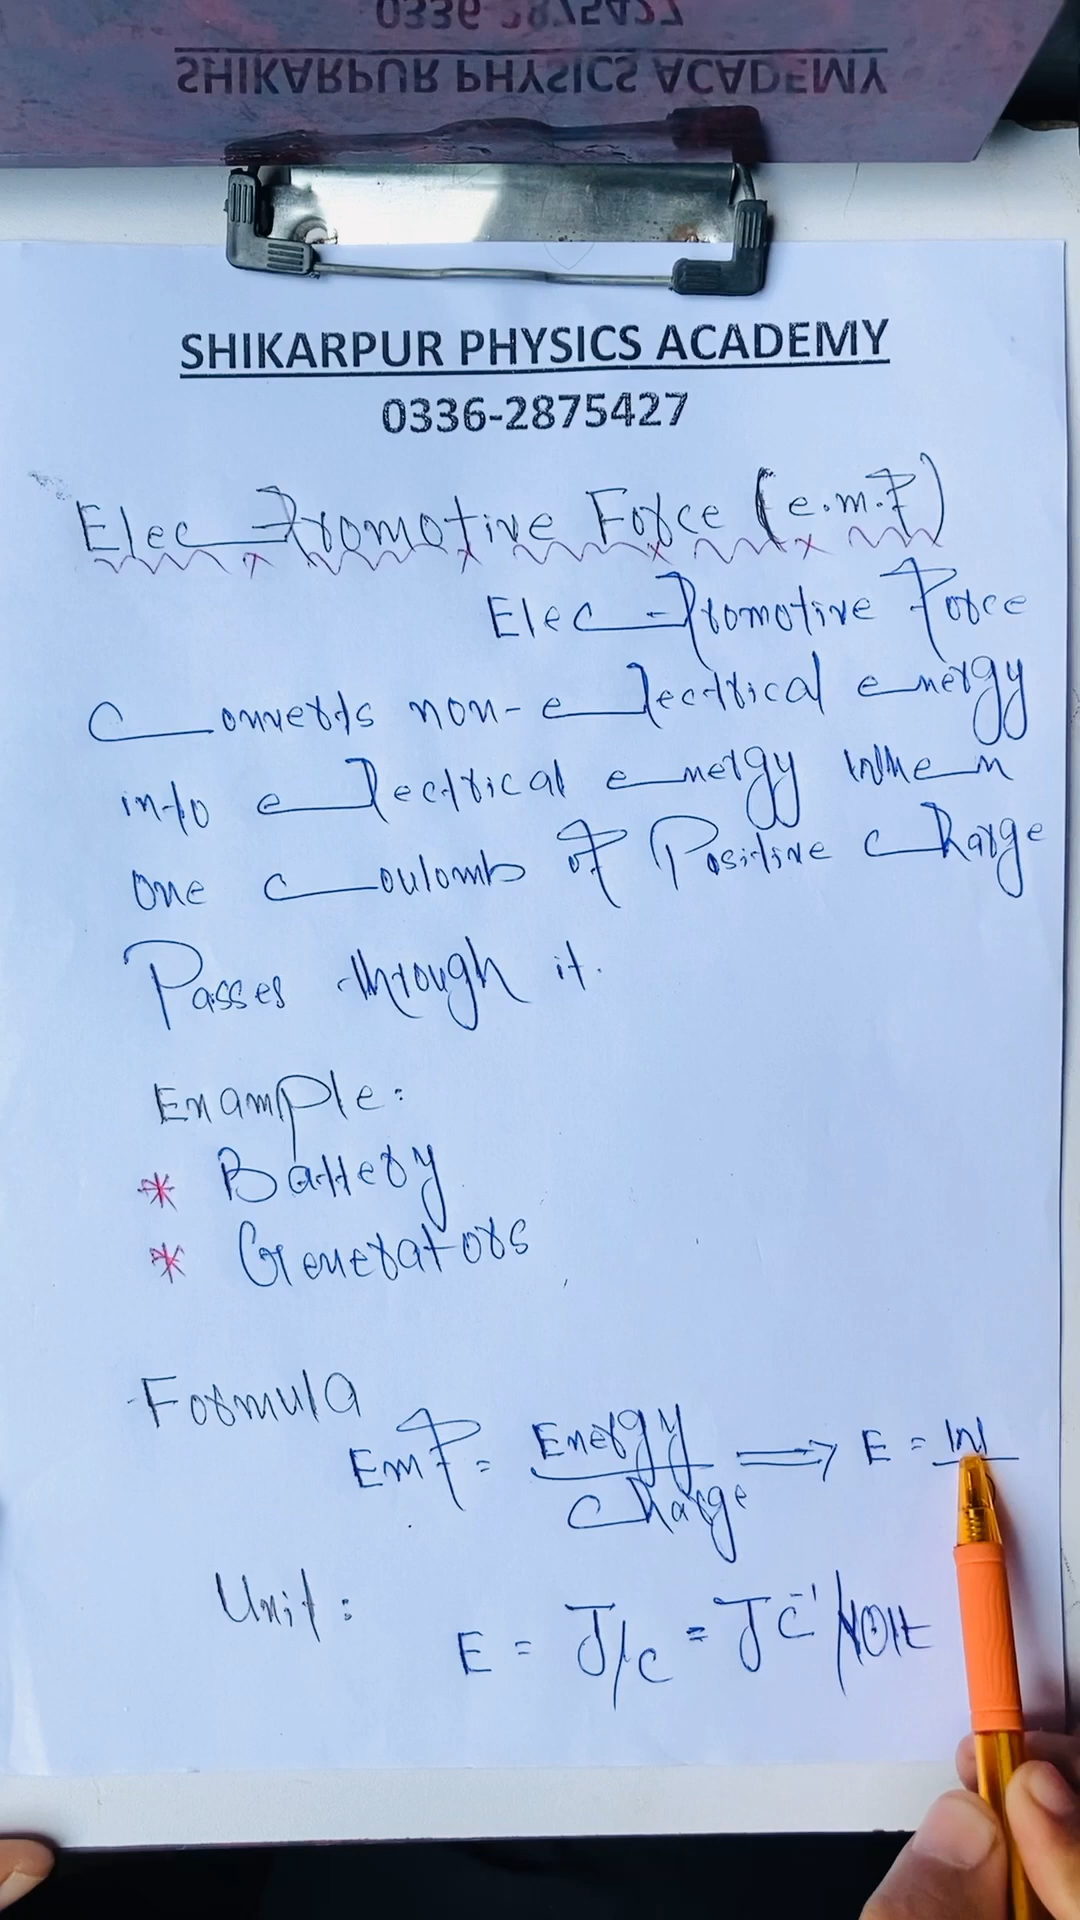 0336-2875427
SHIKARPUR PHYSICS ACADEMY
SHIKARPUR PHYSICS ACADEMY
0336-2875427
Electromotive Force (e.m.f)
Electromotive Force
Converts non-electrical energy
into electrical energy when
one coulomb of Positive charge
Passes through it.
Example:
* Battery
* Generators
Formula
Emf = Energy/Charge ⟹ E = W
Unit:
E = J/C = JC⁻¹/volt